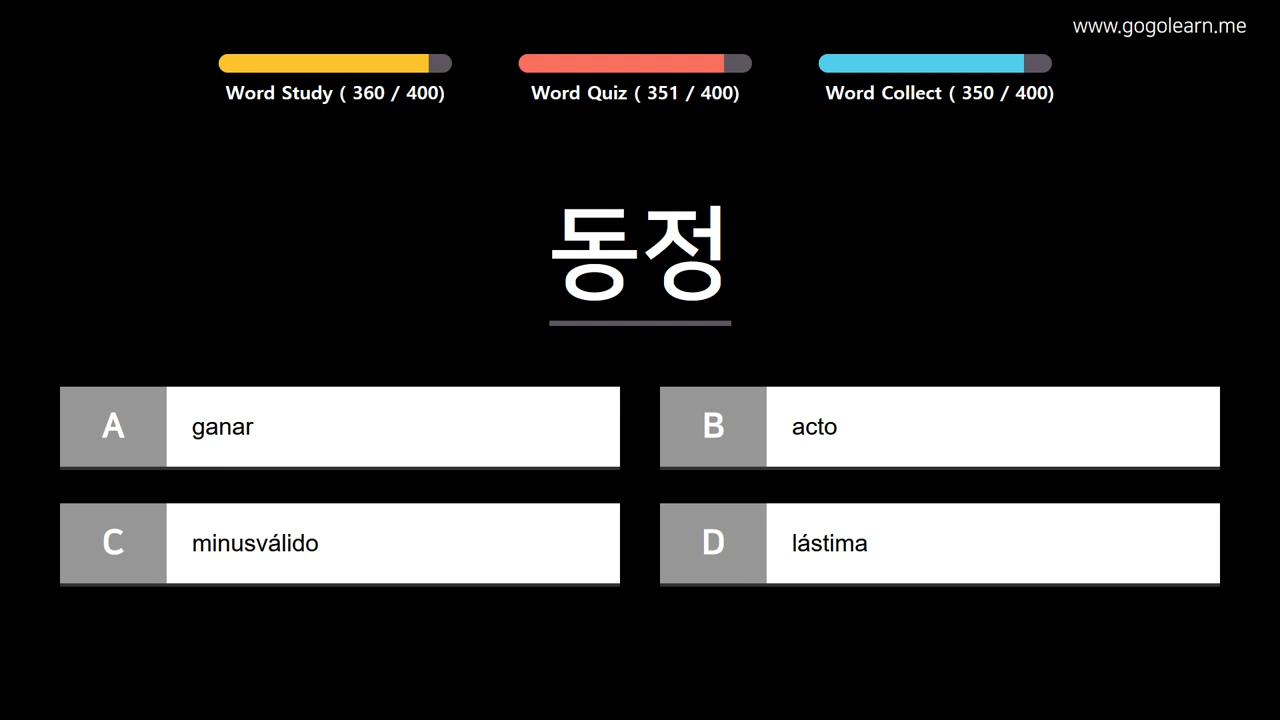 www.gogolearn.me
Word Study ( 360 / 400)
Word Quiz ( 351 / 400)
Word Collect ( 350 / 400)
동정
A ganar
B acto
C minusválido
D lástima